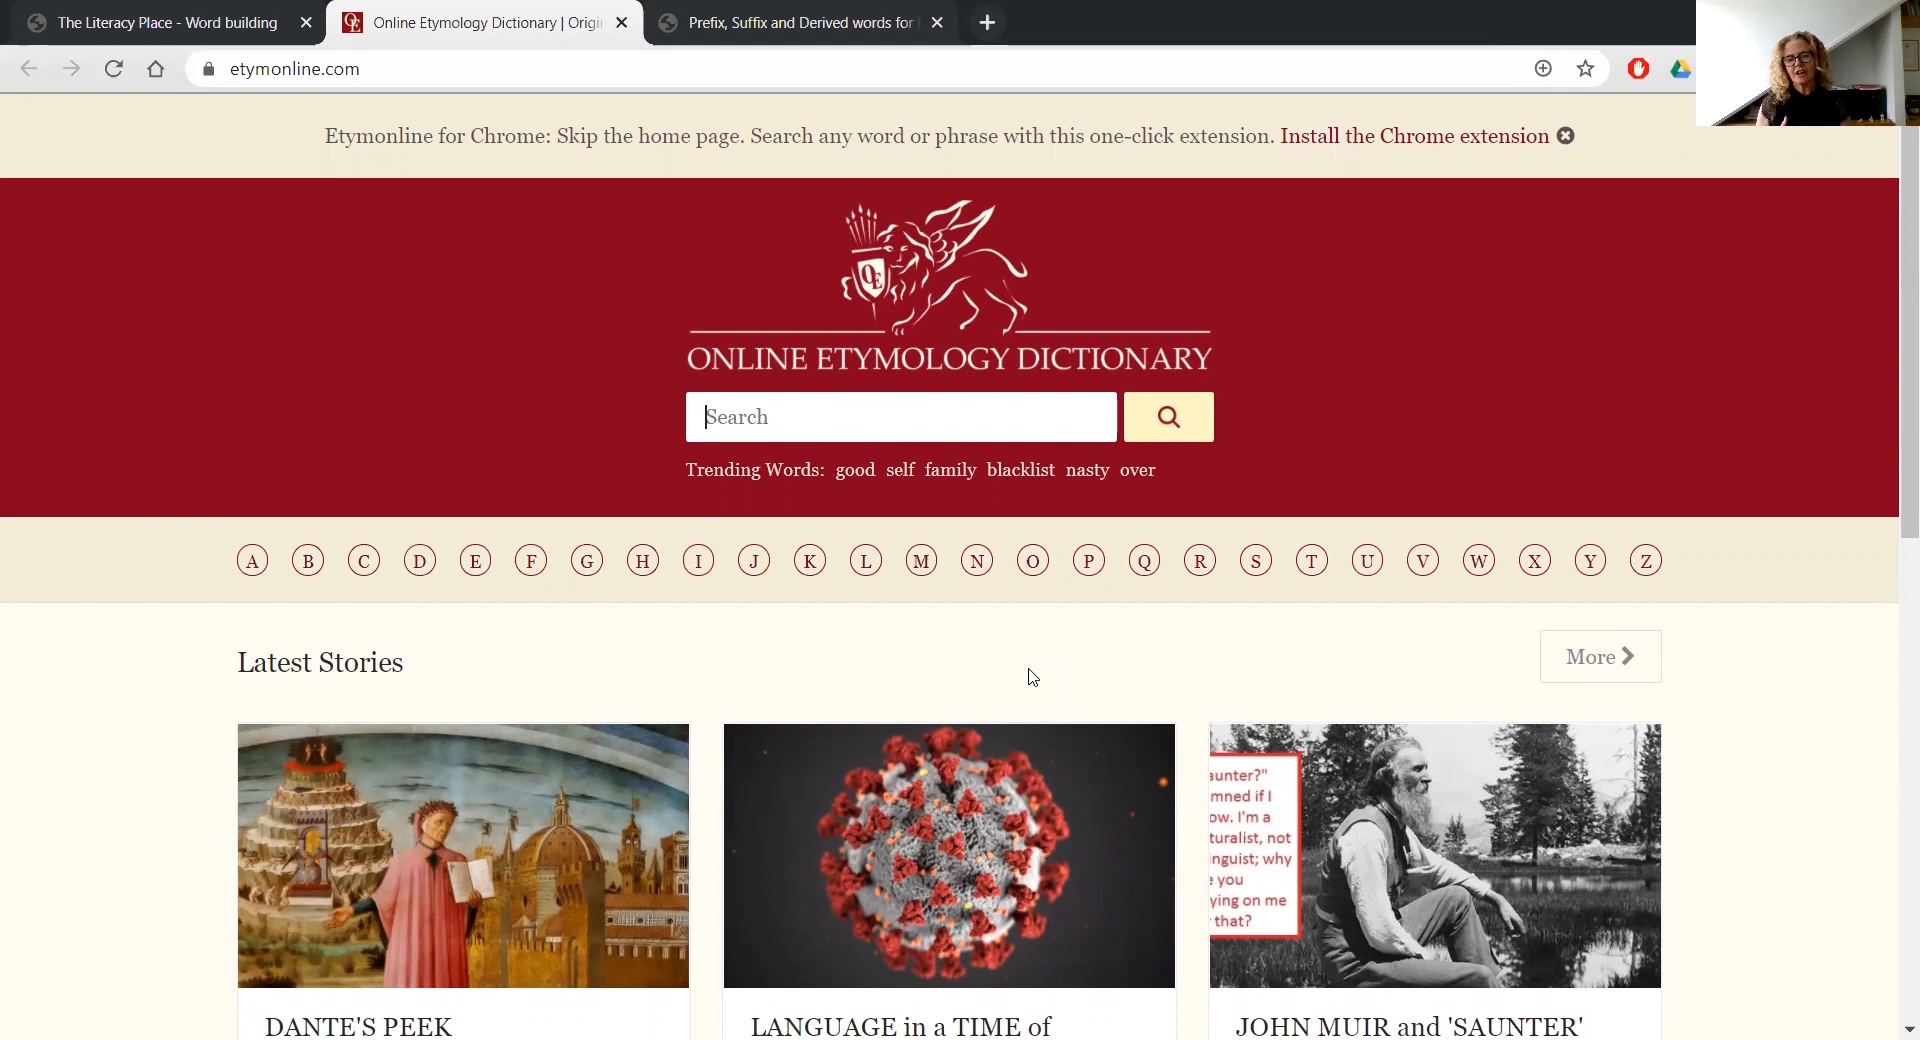 The Literacy Place - Word building
Online Etymology Dictionary | Origi
Prefix, Suffix and Derived words for
etymonline.com
Etymonline for Chrome: Skip the home page. Search any word or phrase with this one-click extension. Install the Chrome extension
OE
ONLINE ETYMOLOGY DICTIONARY
Search
Trending Words: good self family blacklist nasty over
A B C D E F G H I J K L M N O P Q R S T U V W X Y Z
Latest Stories
More
aunter?"
mned if I
ow. I'm a
turalist, not
inguist; why
you
ying on me
that?
DANTE'S PEEK
LANGUAGE in a TIME of
JOHN MUIR and 'SAUNTER'